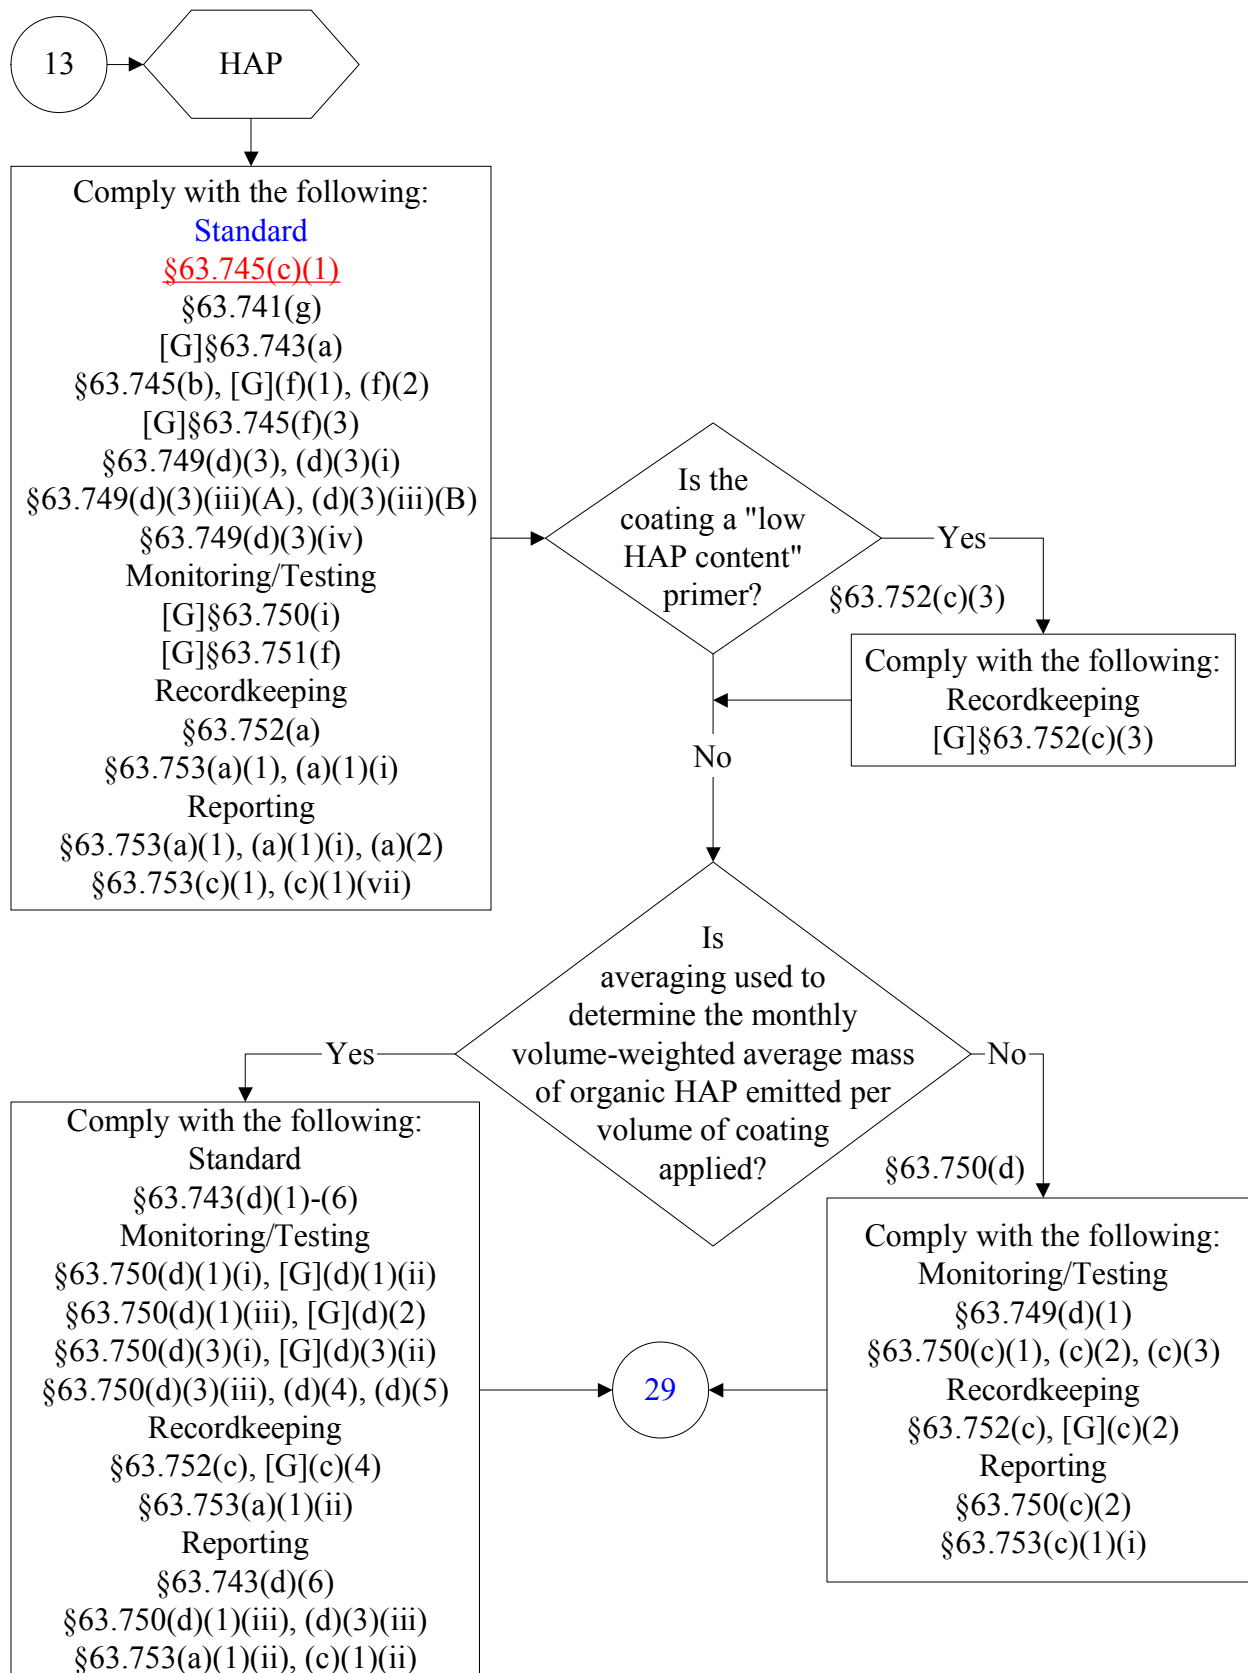 13
HAP
Comply with the following:
Standard
§63.745(c)(1)
§63.741(g)
[G]§63.743(a)
§63.745(b), [G](f)(1), (f)(2)
[G]§63.745(f)(3)
§63.749(d)(3), (d)(3)(i)
§63.749(d)(3)(iii)(A), (d)(3)(iii)(B)
§63.749(d)(3)(iv)
Monitoring/Testing
[G]§63.750(i)
[G]§63.751(f)
Recordkeeping
§63.752(a)
§63.753(a)(1), (a)(1)(i)
Reporting
§63.753(a)(1), (a)(1)(i), (a)(2)
§63.753(c)(1), (c)(1)(vii)
Is the
coating a "low
HAP content"
primer?
Yes
§63.752(c)(3)
Comply with the following:
Recordkeeping
[G]§63.752(c)(3)
No
Is
averaging used to
determine the monthly
volume-weighted average mass
of organic HAP emitted per
volume of coating
applied?
Yes
Comply with the following:
Standard
§63.743(d)(1)-(6)
Monitoring/Testing
§63.750(d)(1)(i), [G](d)(1)(ii)
§63.750(d)(1)(iii), [G](d)(2)
§63.750(d)(3)(i), [G](d)(3)(ii)
§63.750(d)(3)(iii), (d)(4), (d)(5)
Recordkeeping
§63.752(c), [G](c)(4)
§63.753(a)(1)(ii)
Reporting
§63.743(d)(6)
§63.750(d)(1)(iii), (d)(3)(iii)
§63.753(a)(1)(ii), (c)(1)(ii)
No
§63.750(d)
Comply with the following:
Monitoring/Testing
§63.749(d)(1)
§63.750(c)(1), (c)(2), (c)(3)
Recordkeeping
§63.752(c), [G](c)(2)
Reporting
§63.750(c)(2)
§63.753(c)(1)(i)
29